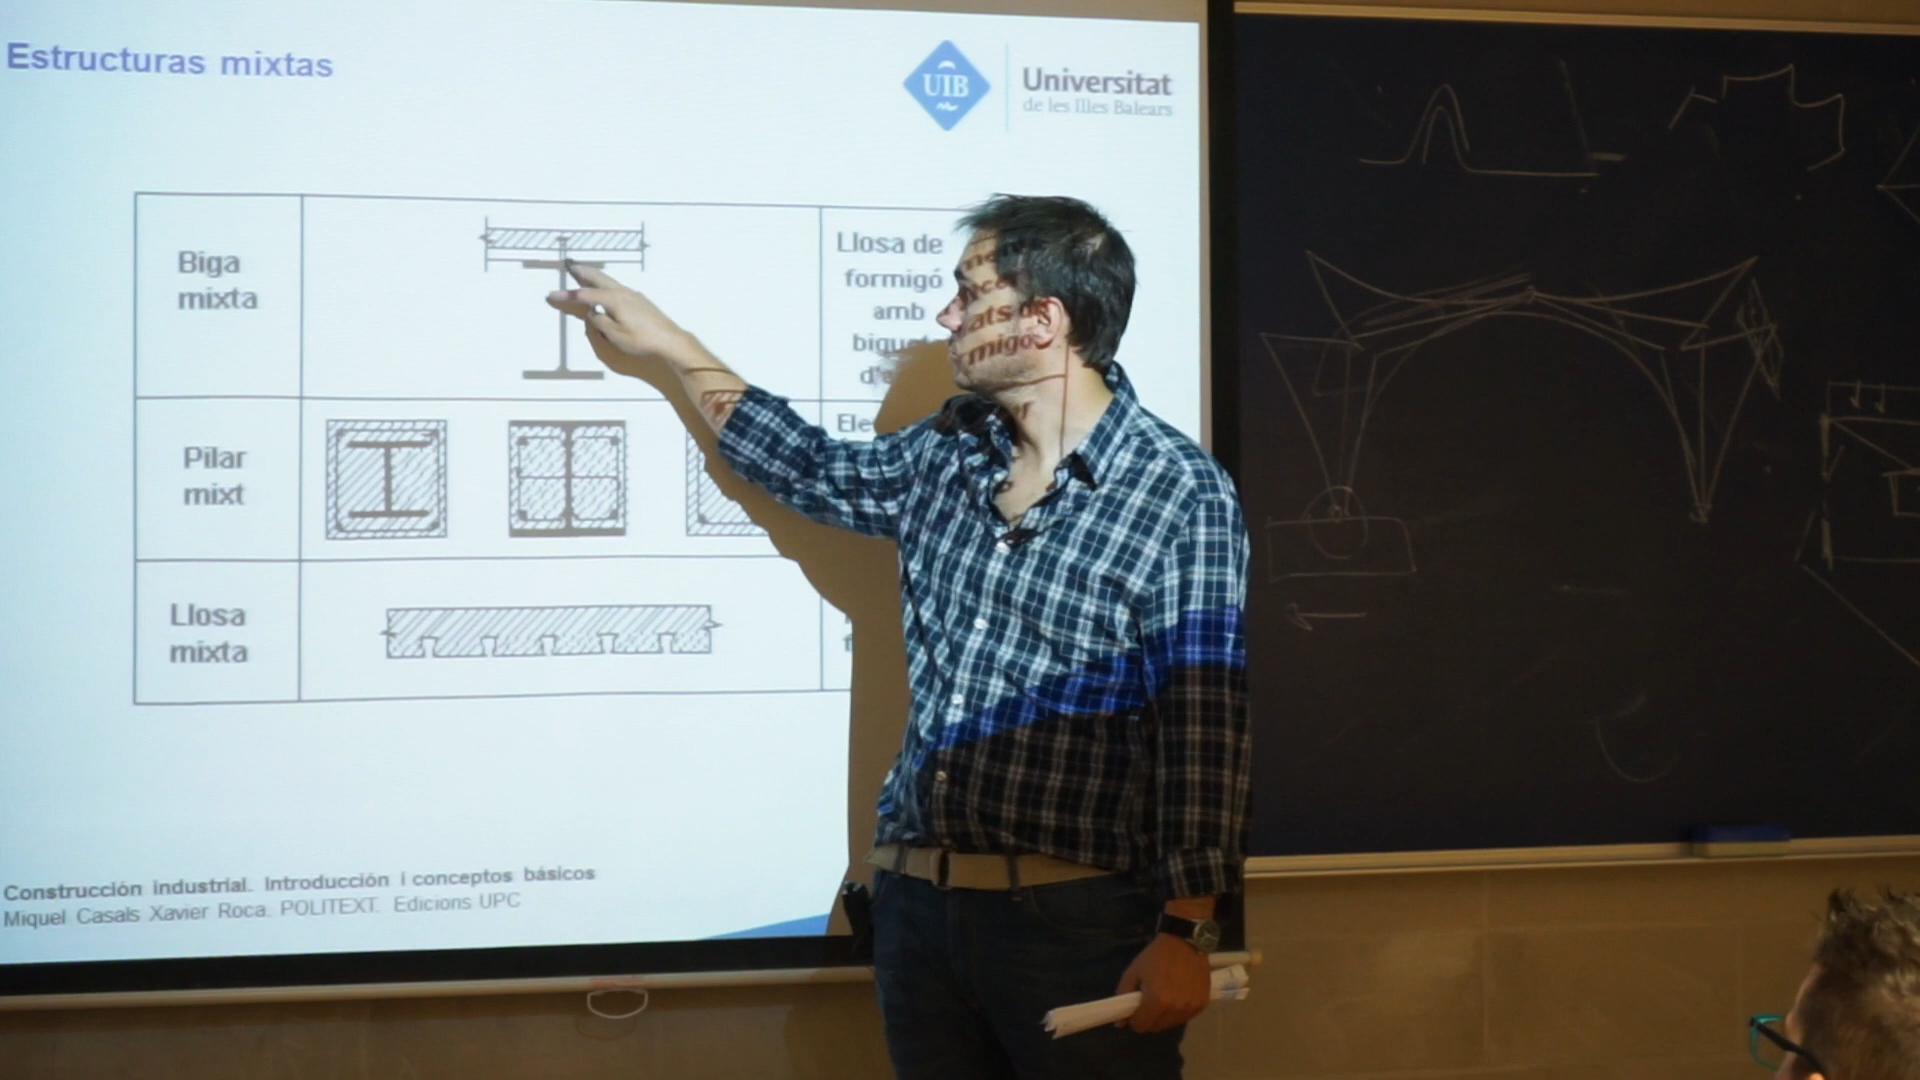 Estructuras mixtas
UIB
Universitat
de les Illes Balears
Biga
mixta
Llosa de
formigó
amb
Pilar
mixt
Llosa
mixta
Construcción industrial. Introducción i conceptos básicos
Miquel Casals Xavier Roca. POLITEXT. Edicions UPC